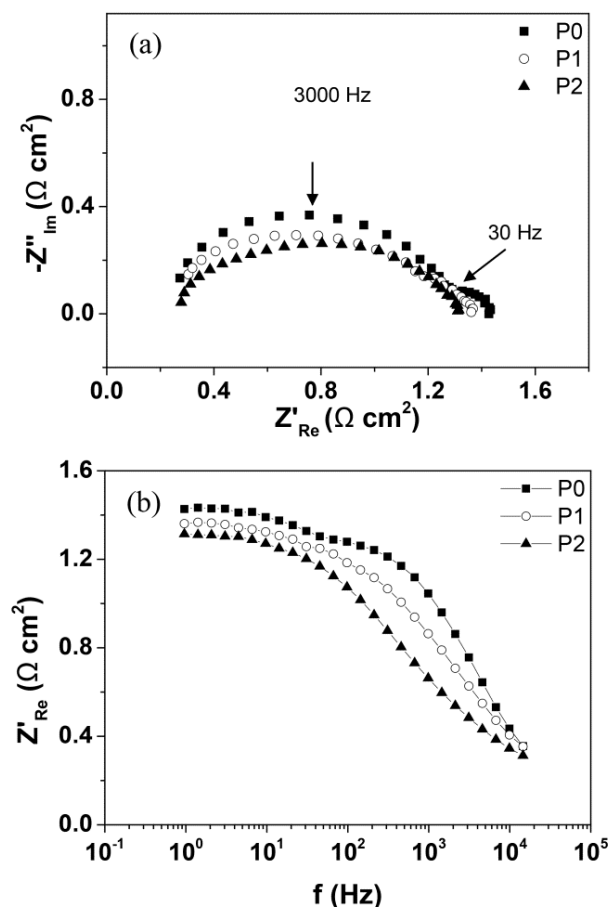 (a)
P0
P1
P2
3000 Hz
30 Hz
-Z''Im (Ω cm²)
0.8
0.4
0.0
0.0 0.4 0.8 1.2 1.6
Z'Re (Ω cm²)
(b)
P0
P1
P2
Z'Re (Ω cm²)
1.6
1.2
0.8
0.4
0.0
10⁻¹ 10⁰ 10¹ 10² 10³ 10⁴ 10⁵
f (Hz)